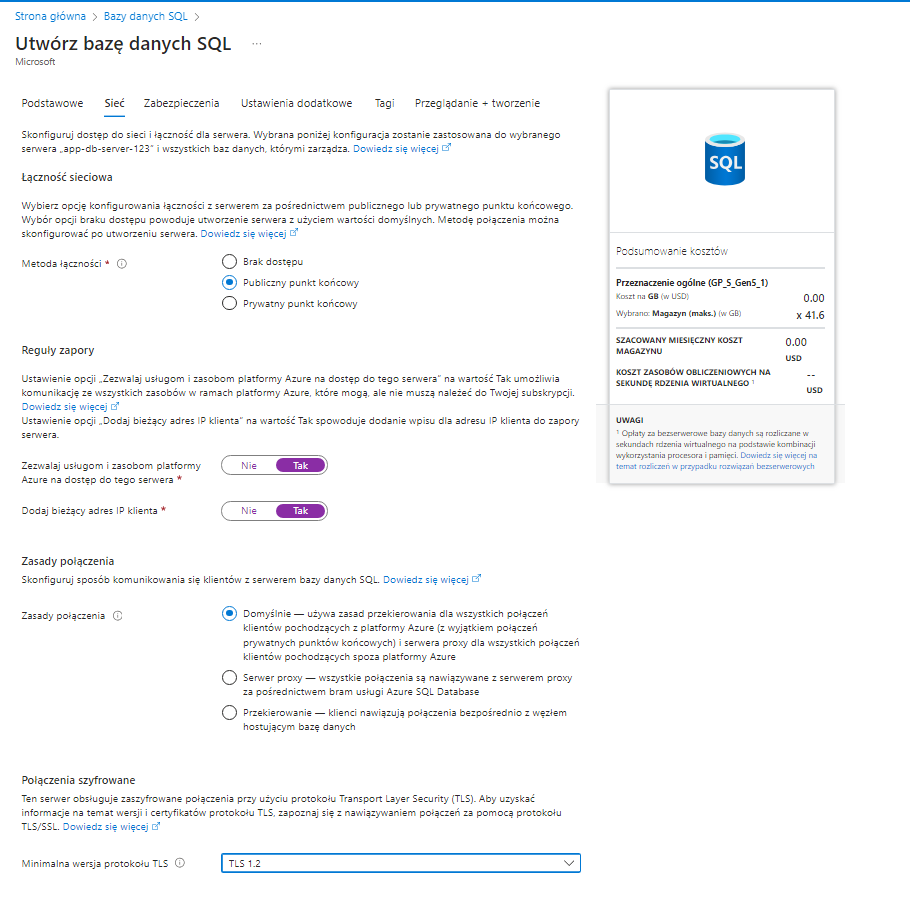 Strona główna > Bazy danych SQL >
Utwórz bazę danych SQL ...
Microsoft
Podstawowe Sieć Zabezpieczenia Ustawienia dodatkowe Tagi Przeglądanie + tworzenie
Skonfiguruj dostęp do sieci i łączność dla serwera. Wybrana poniżej konfiguracja zostanie zastosowana do wybranego
serwera „app-db-server-123” i wszystkich baz danych, którymi zarządza. Dowiedz się więcej
Łączność sieciowa
Wybierz opcję konfigurowania łączności z serwerem za pośrednictwem publicznego lub prywatnego punktu końcowego.
Wybór opcji braku dostępu powoduje utworzenie serwera z użyciem wartości domyślnych. Metodę połączenia można
skonfigurować po utworzeniu serwera. Dowiedz się więcej
Metoda łączności *
Brak dostępu
Publiczny punkt końcowy
Prywatny punkt końcowy
Reguły zapory
Ustawienie opcji „Zezwalaj usługom i zasobom platformy Azure na dostęp do tego serwera” na wartość Tak umożliwia
komunikację ze wszystkich zasobów w ramach platformy Azure, które mogą, ale nie muszą należeć do Twojej subskrypcji.
Dowiedz się więcej
Ustawienie opcji „Dodaj bieżący adres IP klienta” na wartość Tak spowoduje dodanie wpisu dla adresu IP klienta do zapory
serwera.
Zezwalaj usługom i zasobom platformy
Azure na dostęp do tego serwera *
Nie Tak
Dodaj bieżący adres IP klienta *
Nie Tak
Zasady połączenia
Skonfiguruj sposób komunikowania się klientów z serwerem bazy danych SQL. Dowiedz się więcej
Zasady połączenia
Domyślnie — używa zasad przekierowania dla wszystkich połączeń
klientów pochodzących z platformy Azure (z wyjątkiem połączeń
prywatnych punktów końcowych) i serwera proxy dla wszystkich połączeń
klientów pochodzących spoza platformy Azure
Serwer proxy — wszystkie połączenia są nawiązywane z serwerem proxy
za pośrednictwem bram usługi Azure SQL Database
Przekierowanie — klienci nawiązują połączenia bezpośrednio z węzłem
hostującym bazę danych
Połączenia szyfrowane
Ten serwer obsługuje zaszyfrowane połączenia przy użyciu protokołu Transport Layer Security (TLS). Aby uzyskać
informacje na temat wersji i certyfikatów protokołu TLS, zapoznaj się z nawiązywaniem połączeń za pomocą protokołu
TLS/SSL. Dowiedz się więcej
Minimalna wersja protokołu TLS
TLS 1.2
SQL
Podsumowanie kosztów
Przeznaczenie ogólne (GP_S_Gen5_1)
Koszt na GB (w USD) 0.00
Wybrano: Magazyn (maks.) (w GB) x 41.6
SZACOWANY MIESIĘCZNY KOSZT
MAGAZYNU
0.00
USD
KOSZT ZASOBÓW OBLICZENIOWYCH NA
SEKUNDĘ RDZENIA WIRTUALNEGO ¹
--
USD
UWAGI
¹ Opłaty za bezserwerowe bazy danych są rozliczane w
sekundach rdzenia wirtualnego na podstawie kombinacji
wykorzystania procesora i pamięci. Dowiedz się więcej na
temat rozliczeń w przypadku rozwiązań bezserwerowych